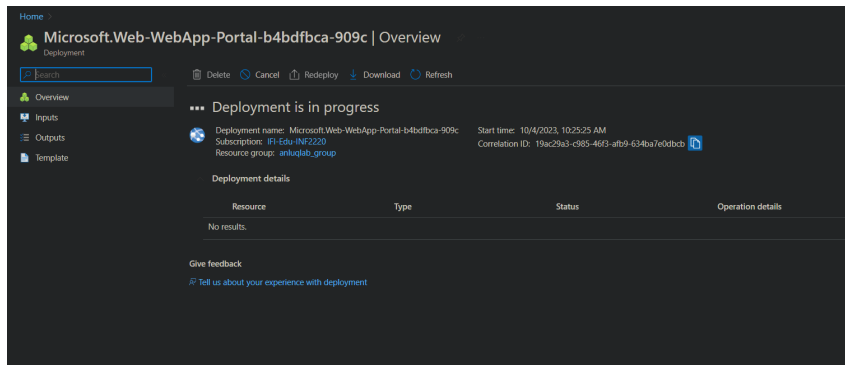 Home >
Microsoft.Web-WebApp-Portal-b4bdfbca-909c | Overview
Deployment
Search
Delete Cancel Redeploy Download Refresh
Overview
Inputs
Outputs
Template
Deployment is in progress
Deployment name: Microsoft.Web-WebApp-Portal-b4bdfbca-909c
Subscription: IFI-Edu-INF2220
Resource group: anluqlab_group
Start time: 10/4/2023, 10:25:25 AM
Correlation ID: 19ac29a3-c985-46f3-afb9-634ba7e0dbcb
Deployment details
Resource Type Status Operation details
No results.
Give feedback
Tell us about your experience with deployment